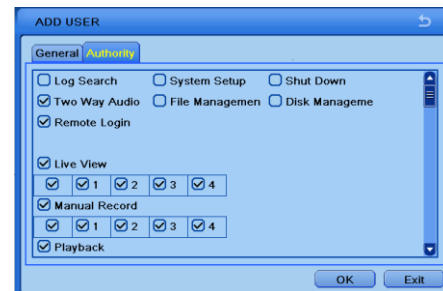 ADD USER
General Authority
Log Search System Setup Shut Down
Two Way Audio File Managemen Disk Manageme
Remote Login
Live View
1 2 3 4
Manual Record
1 2 3 4
Playback
OK Exit